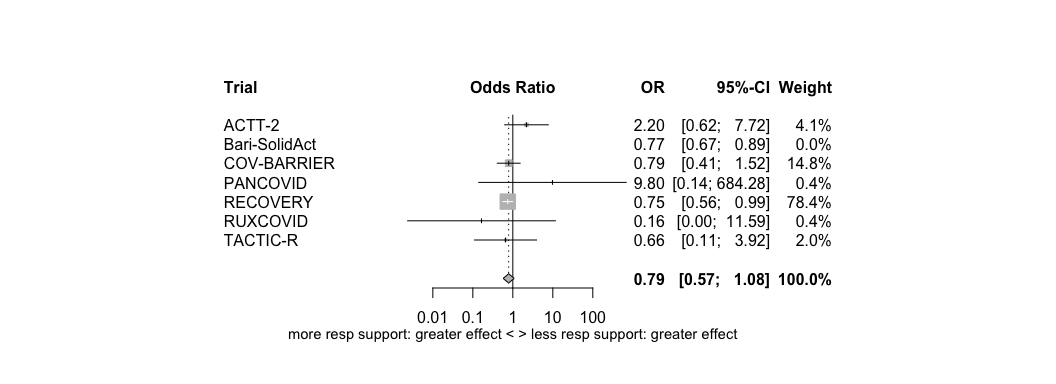 Trial Odds Ratio OR 95%-CI Weight
ACTT-2 2.20 [0.62; 7.72] 4.1%
Bari-SolidAct 0.77 [0.67; 0.89] 0.0%
COV-BARRIER 0.79 [0.41; 1.52] 14.8%
PANCOVID 9.80 [0.14; 684.28] 0.4%
RECOVERY 0.75 [0.56; 0.99] 78.4%
RUXCOVID 0.16 [0.00; 11.59] 0.4%
TACTIC-R 0.66 [0.11; 3.92] 2.0%
0.79 [0.57; 1.08] 100.0%
0.01 0.1 1 10 100
more resp support: greater effect < > less resp support: greater effect